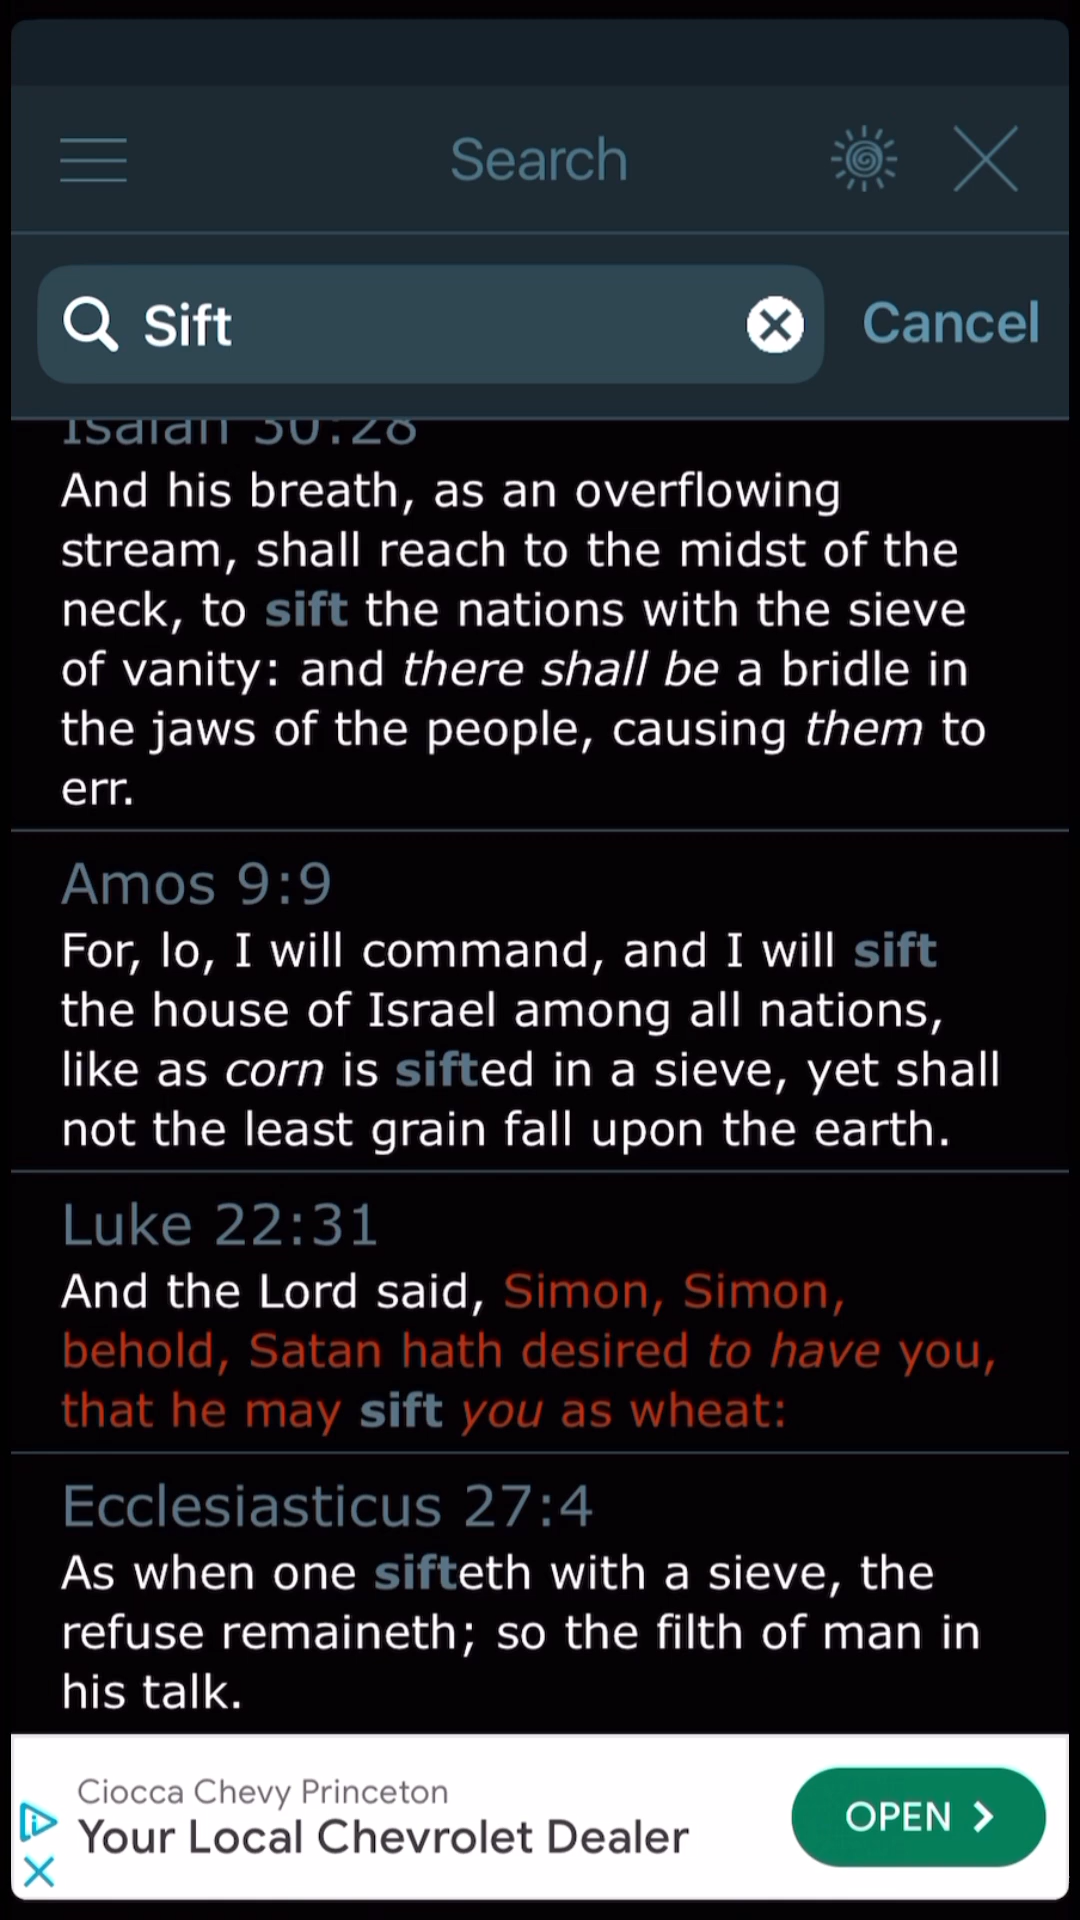 Search
Sift
Cancel
Isaiah 30:28
And his breath, as an overflowing
stream, shall reach to the midst of the
neck, to sift the nations with the sieve
of vanity: and there shall be a bridle in
the jaws of the people, causing them to
err.
Amos 9:9
For, lo, I will command, and I will sift
the house of Israel among all nations,
like as corn is sifted in a sieve, yet shall
not the least grain fall upon the earth.
Luke 22:31
And the Lord said, Simon, Simon,
behold, Satan hath desired to have you,
that he may sift you as wheat:
Ecclesiasticus 27:4
As when one sifteth with a sieve, the
refuse remaineth; so the filth of man in
his talk.
Ciocca Chevy Princeton
Your Local Chevrolet Dealer
OPEN